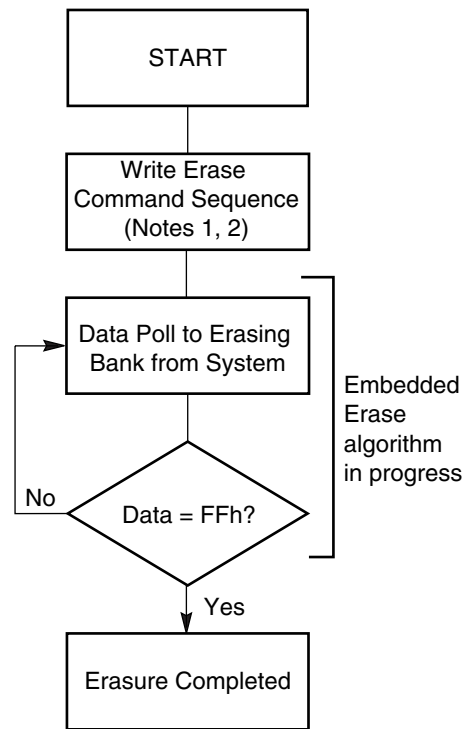 START
Write Erase
Command Sequence
(Notes 1, 2)
Data Poll to Erasing
Bank from System
Embedded
Erase
algorithm
in progress
No
Data = FFh?
Yes
Erasure Completed